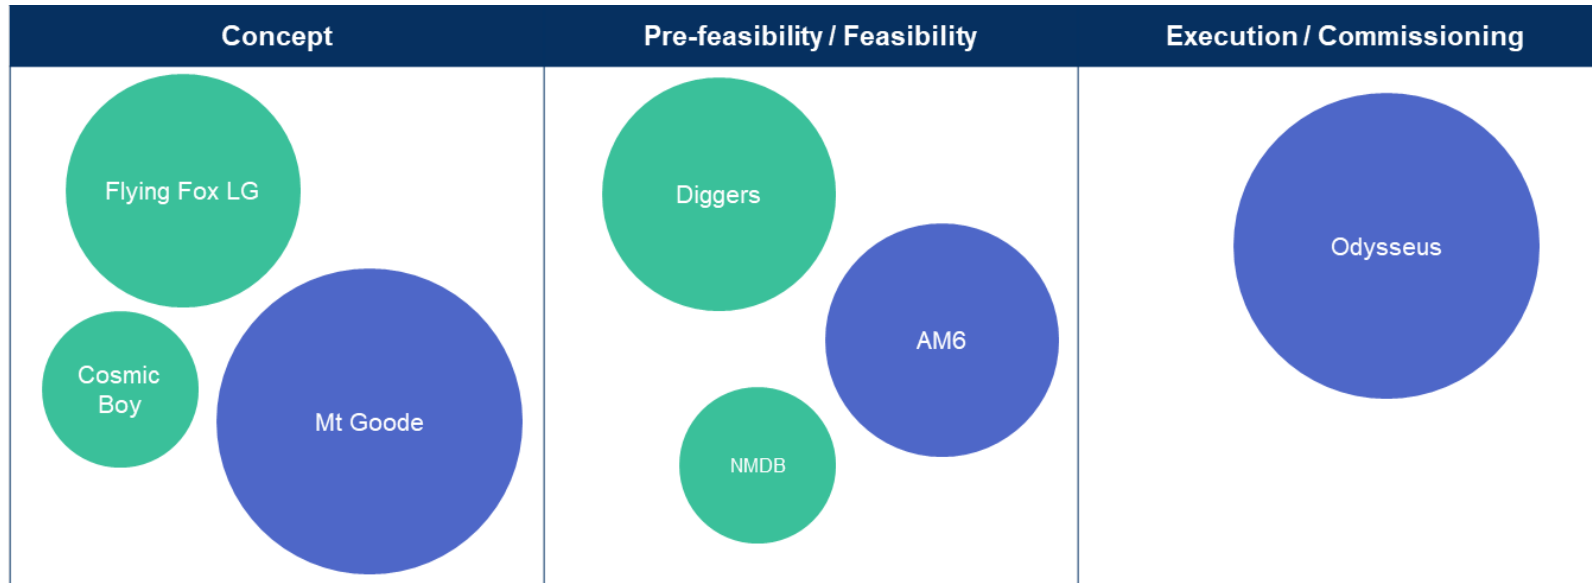 Concept
Pre-feasibility / Feasibility
Execution / Commissioning
Flying Fox LG
Cosmic
Boy
Mt Goode
Diggers
AM6
NMDB
Odysseus